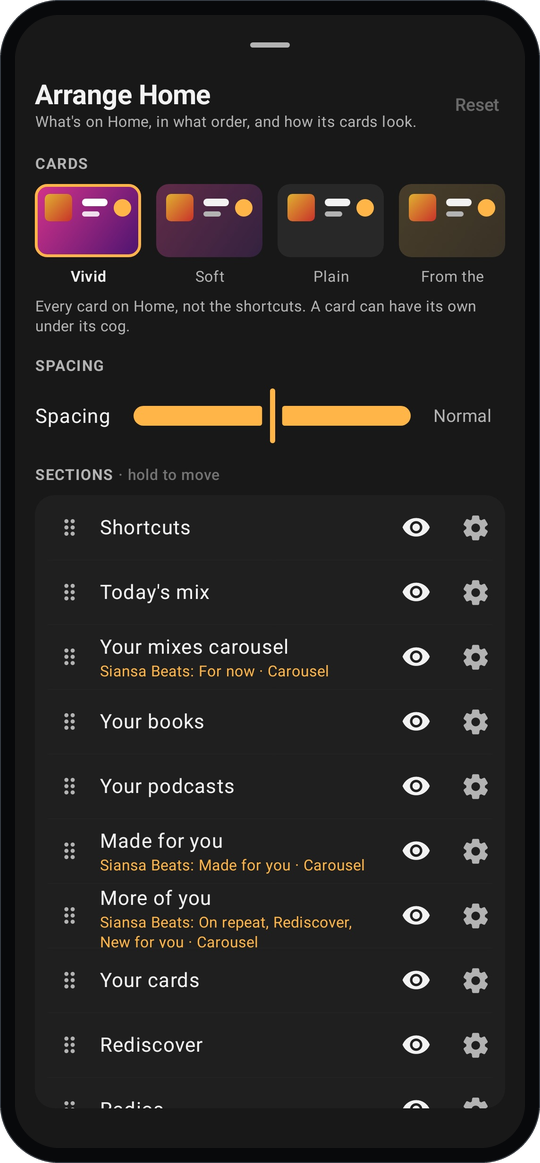 Arrange Home
Reset
What's on Home, in what order, and how its cards look.
CARDS
Vivid
Soft
Plain
From the
Every card on Home, not the shortcuts. A card can have its own
under its cog.
SPACING
Spacing
Normal
SECTIONS · hold to move
Shortcuts
Today's mix
Your mixes carousel
Siansa Beats: For now · Carousel
Your books
Your podcasts
Made for you
Siansa Beats: Made for you · Carousel
More of you
Siansa Beats: On repeat, Rediscover,
New for you · Carousel
Your cards
Rediscover